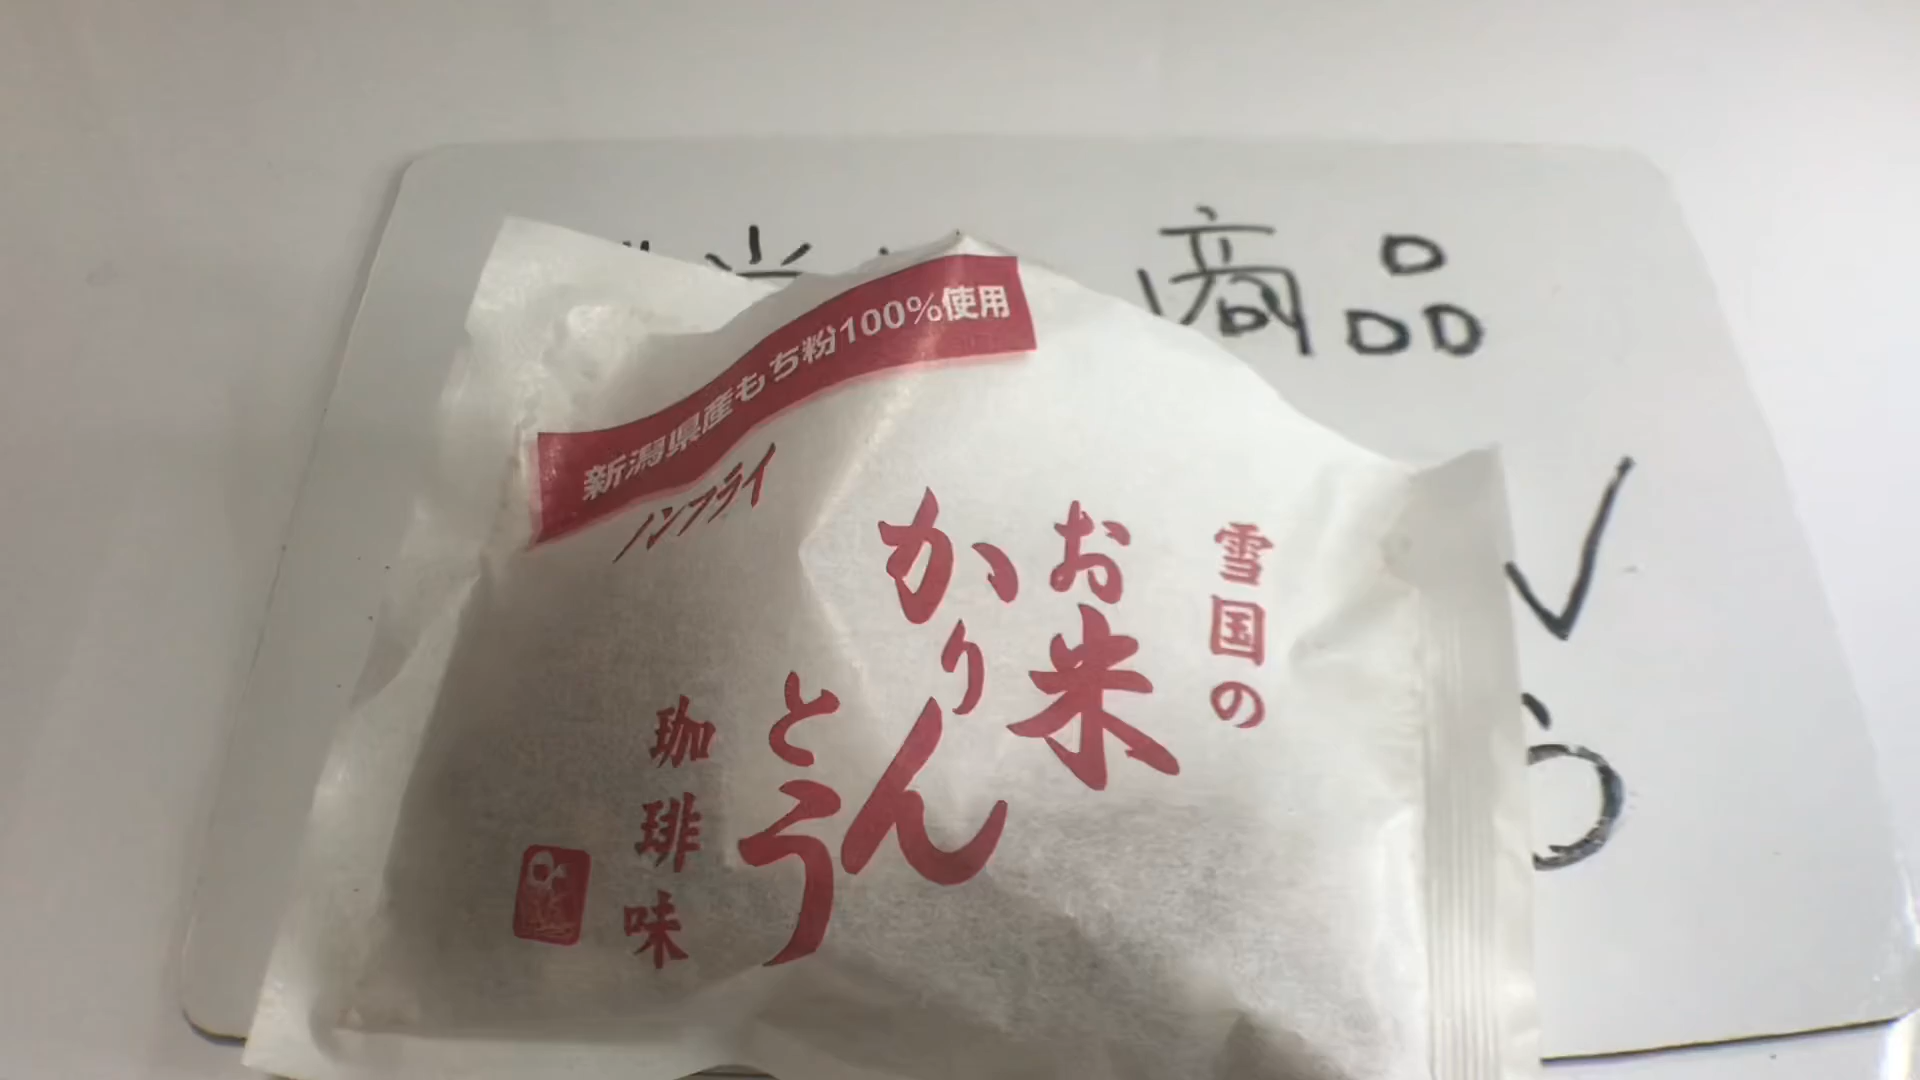 商品
新潟県産もち粉100%使用
ノンフライ
雪国の
お米
かりん
とう
珈琲味